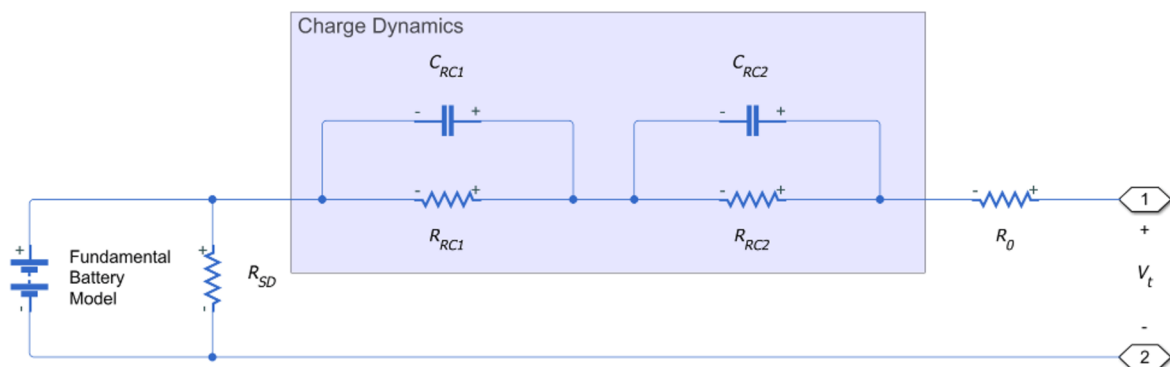 Charge Dynamics
C_RC1
C_RC2
- +
- +
- +
- +
- +
R_RC1
R_RC2
R_0
1
+
V_t
-
2
+
Fundamental
Battery
Model
-
+
R_SD
-